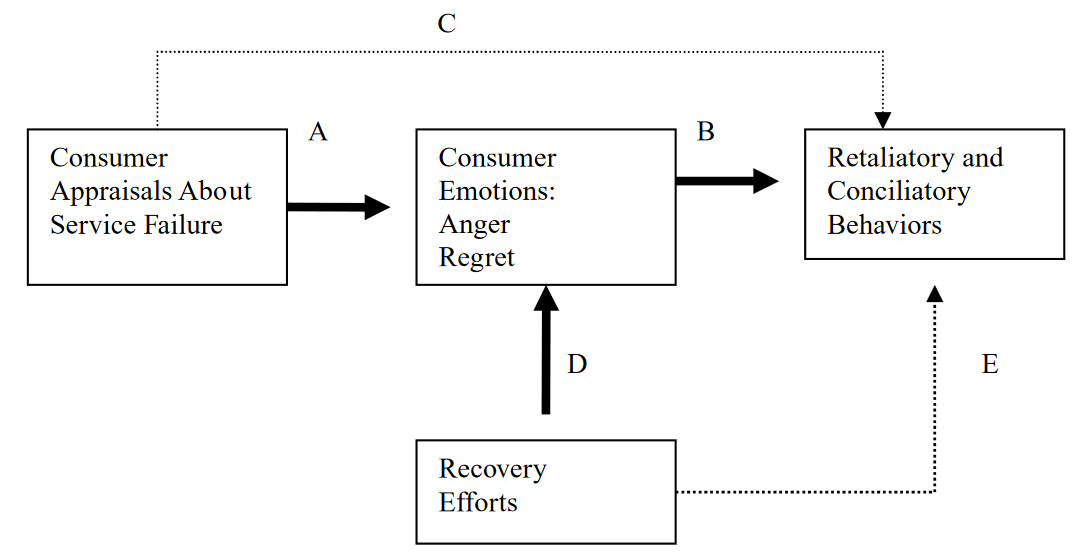 C
A
B
Consumer
Appraisals About
Service Failure
Consumer
Emotions:
Anger
Regret
Retaliatory and
Conciliatory
Behaviors
D
E
Recovery
Efforts